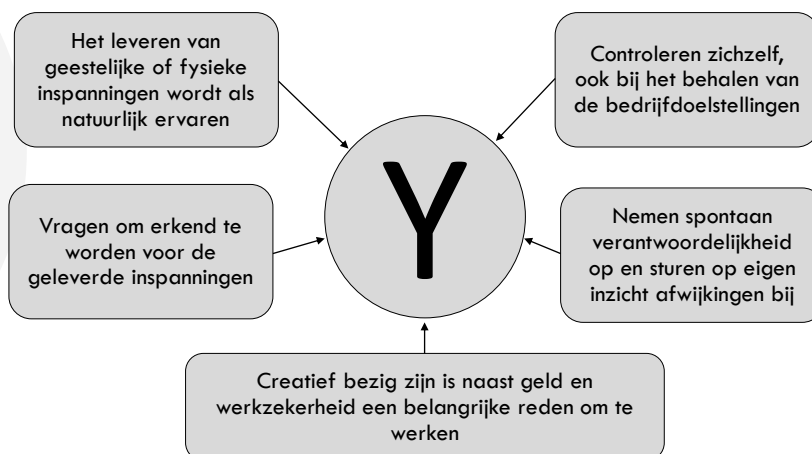 Het leveren van
geestelijke of fysieke
inspanningen wordt als
natuurlijk ervaren
Controleren zichzelf,
ook bij het behalen van
de bedrijfdoelstellingen
Y
Vragen om erkend te
worden voor de
geleverde inspanningen
Nemen spontaan
verantwoordelijkheid
op en sturen op eigen
inzicht afwijkingen bij
Creatief bezig zijn is naast geld en
werkzekerheid een belangrijke reden om te
werken